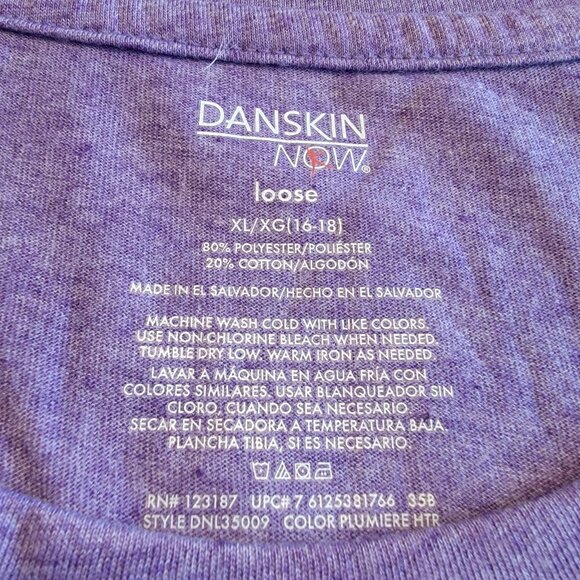 DANSKIN
NOW®
loose
XL/XG(16-18)
80% POLYESTER/POLIÉSTER
20% COTTON/ALGODÓN
MADE IN EL SALVADOR/HECHO EN EL SALVADOR
MACHINE WASH COLD WITH LIKE COLORS.
USE NON-CHLORINE BLEACH WHEN NEEDED.
TUMBLE DRY LOW. WARM IRON AS NEEDED.
LAVAR A MÁQUINA EN AGUA FRÍA CON
COLORES SIMILARES. USAR BLANQUEADOR SIN
CLORO, CUANDO SEA NECESARIO.
SECAR EN SECADORA A TEMPERATURA BAJA.
PLANCHA TIBIA, SI ES NECESARIO.
RN# 123187 UPC# 7 6125381766 35B
STYLE DNL35009 COLOR PLUMIERE HTR